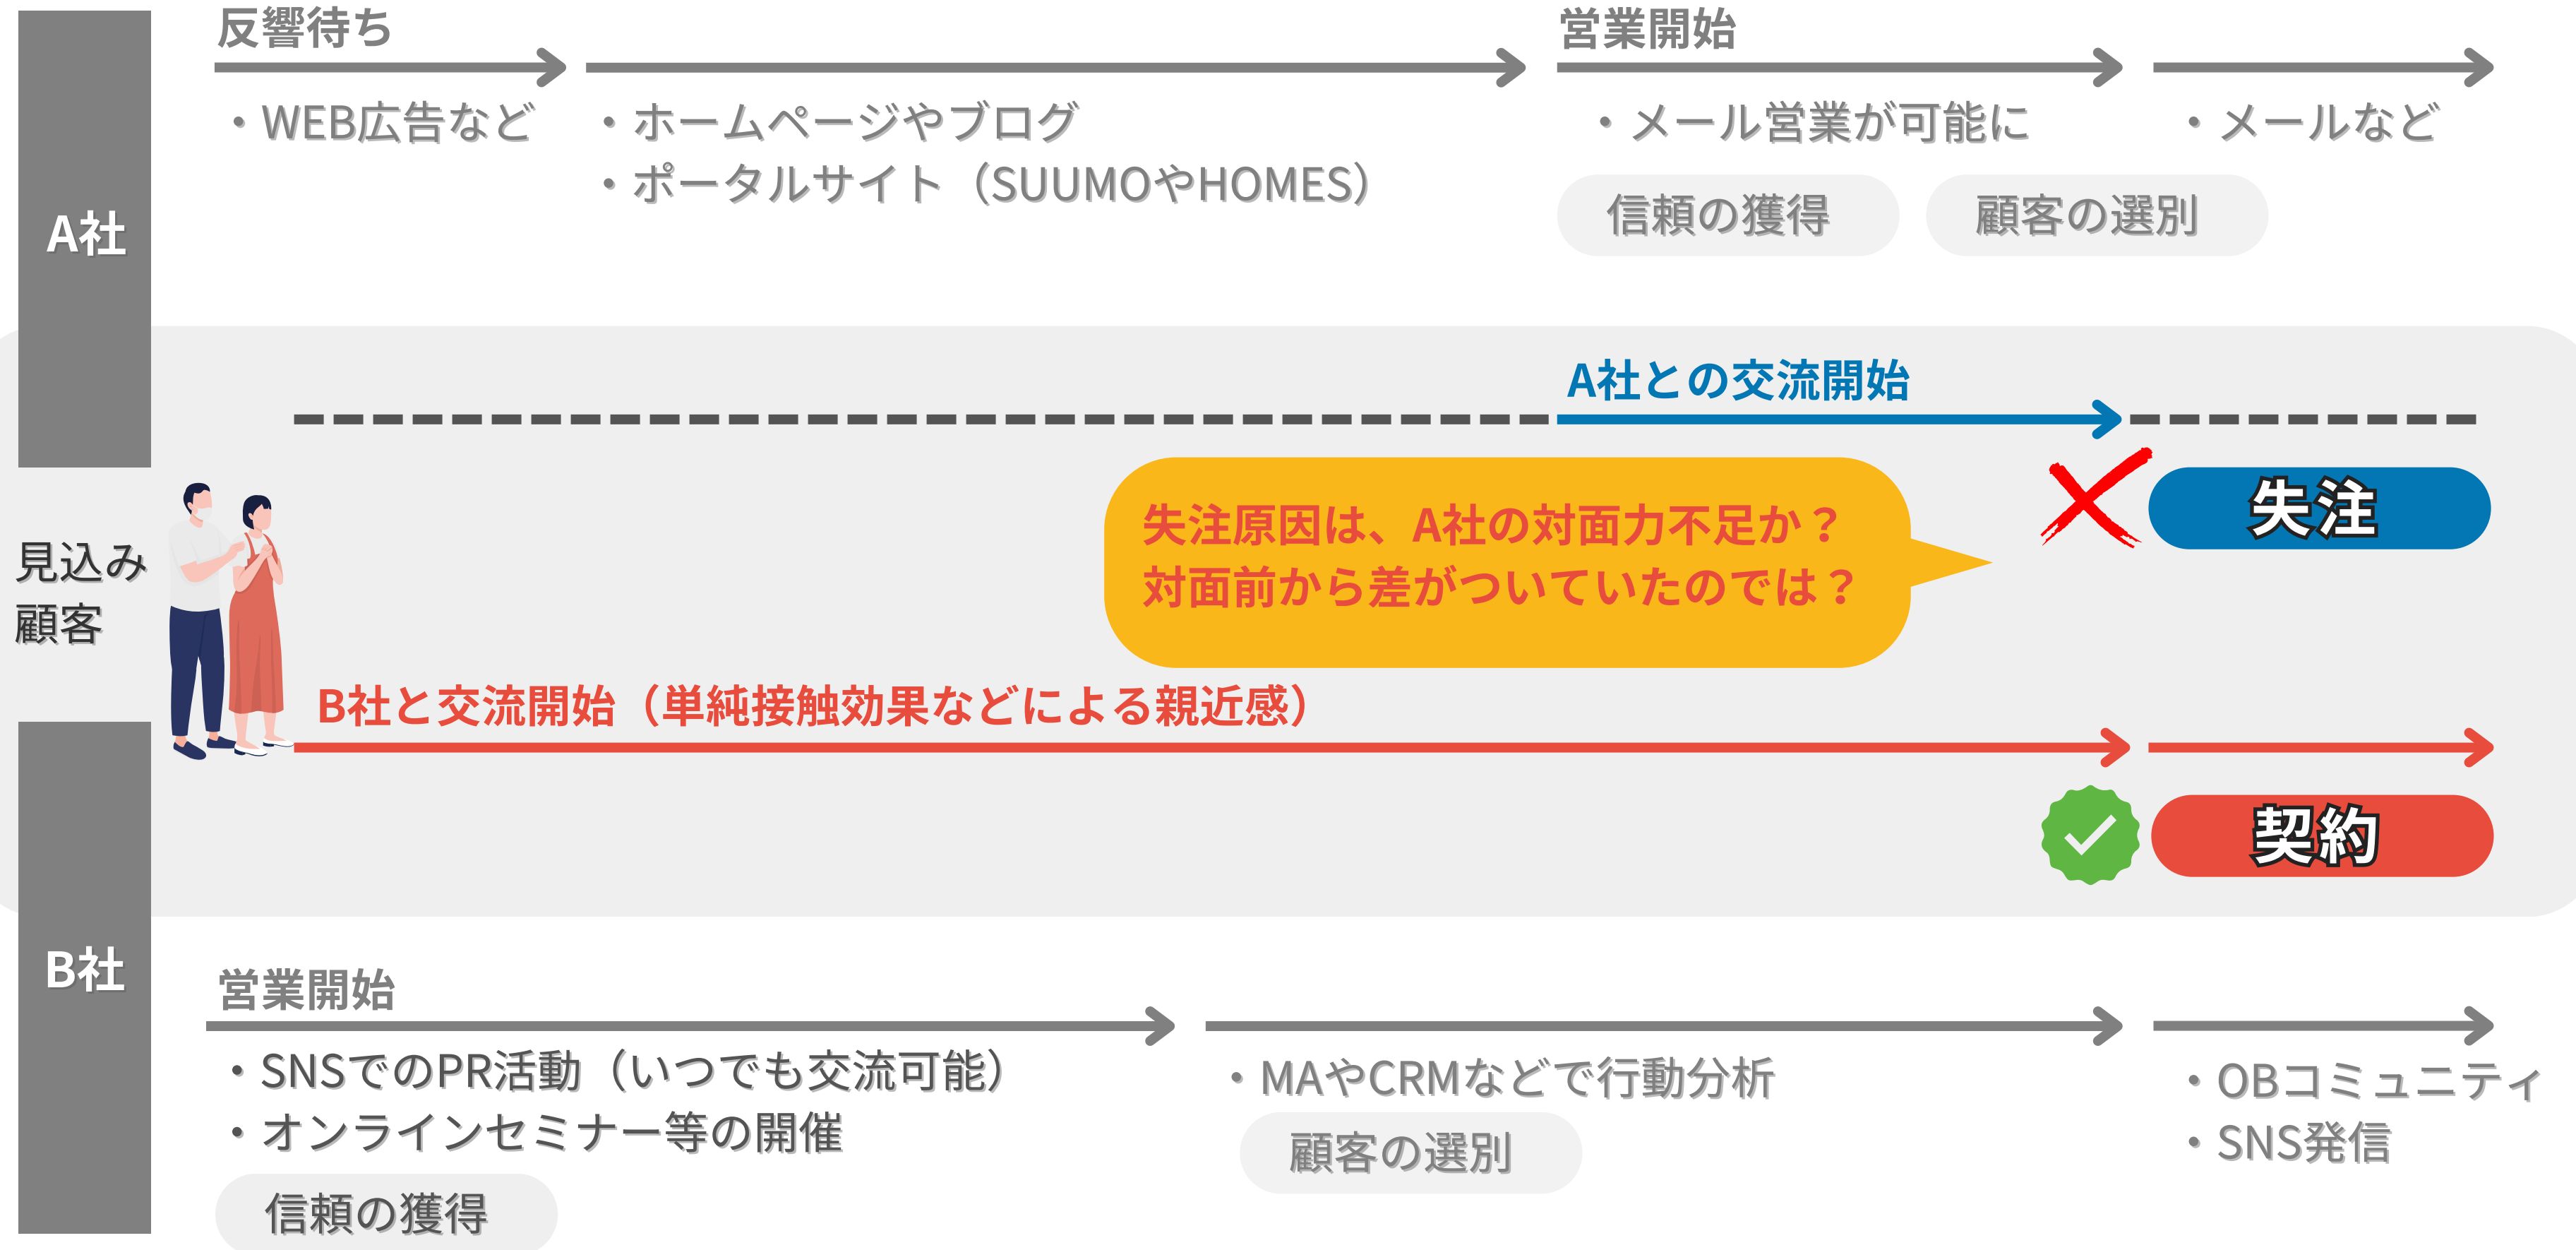 反響待ち
・WEB広告など
・ホームページやブログ
・ポータルサイト（SUUMOやHOMES）
営業開始
・メール営業が可能に
信頼の獲得
顧客の選別
・メールなど
A社
A社との交流開始
失注原因は、A社の対面力不足か？
対面前から差がついていたのでは？
失注
見込み
顧客
B社と交流開始（単純接触効果などによる親近感）
契約
B社
営業開始
・SNSでのPR活動（いつでも交流可能）
・オンラインセミナー等の開催
信頼の獲得
・MAやCRMなどで行動分析
顧客の選別
・OBコミュニティ
・SNS発信